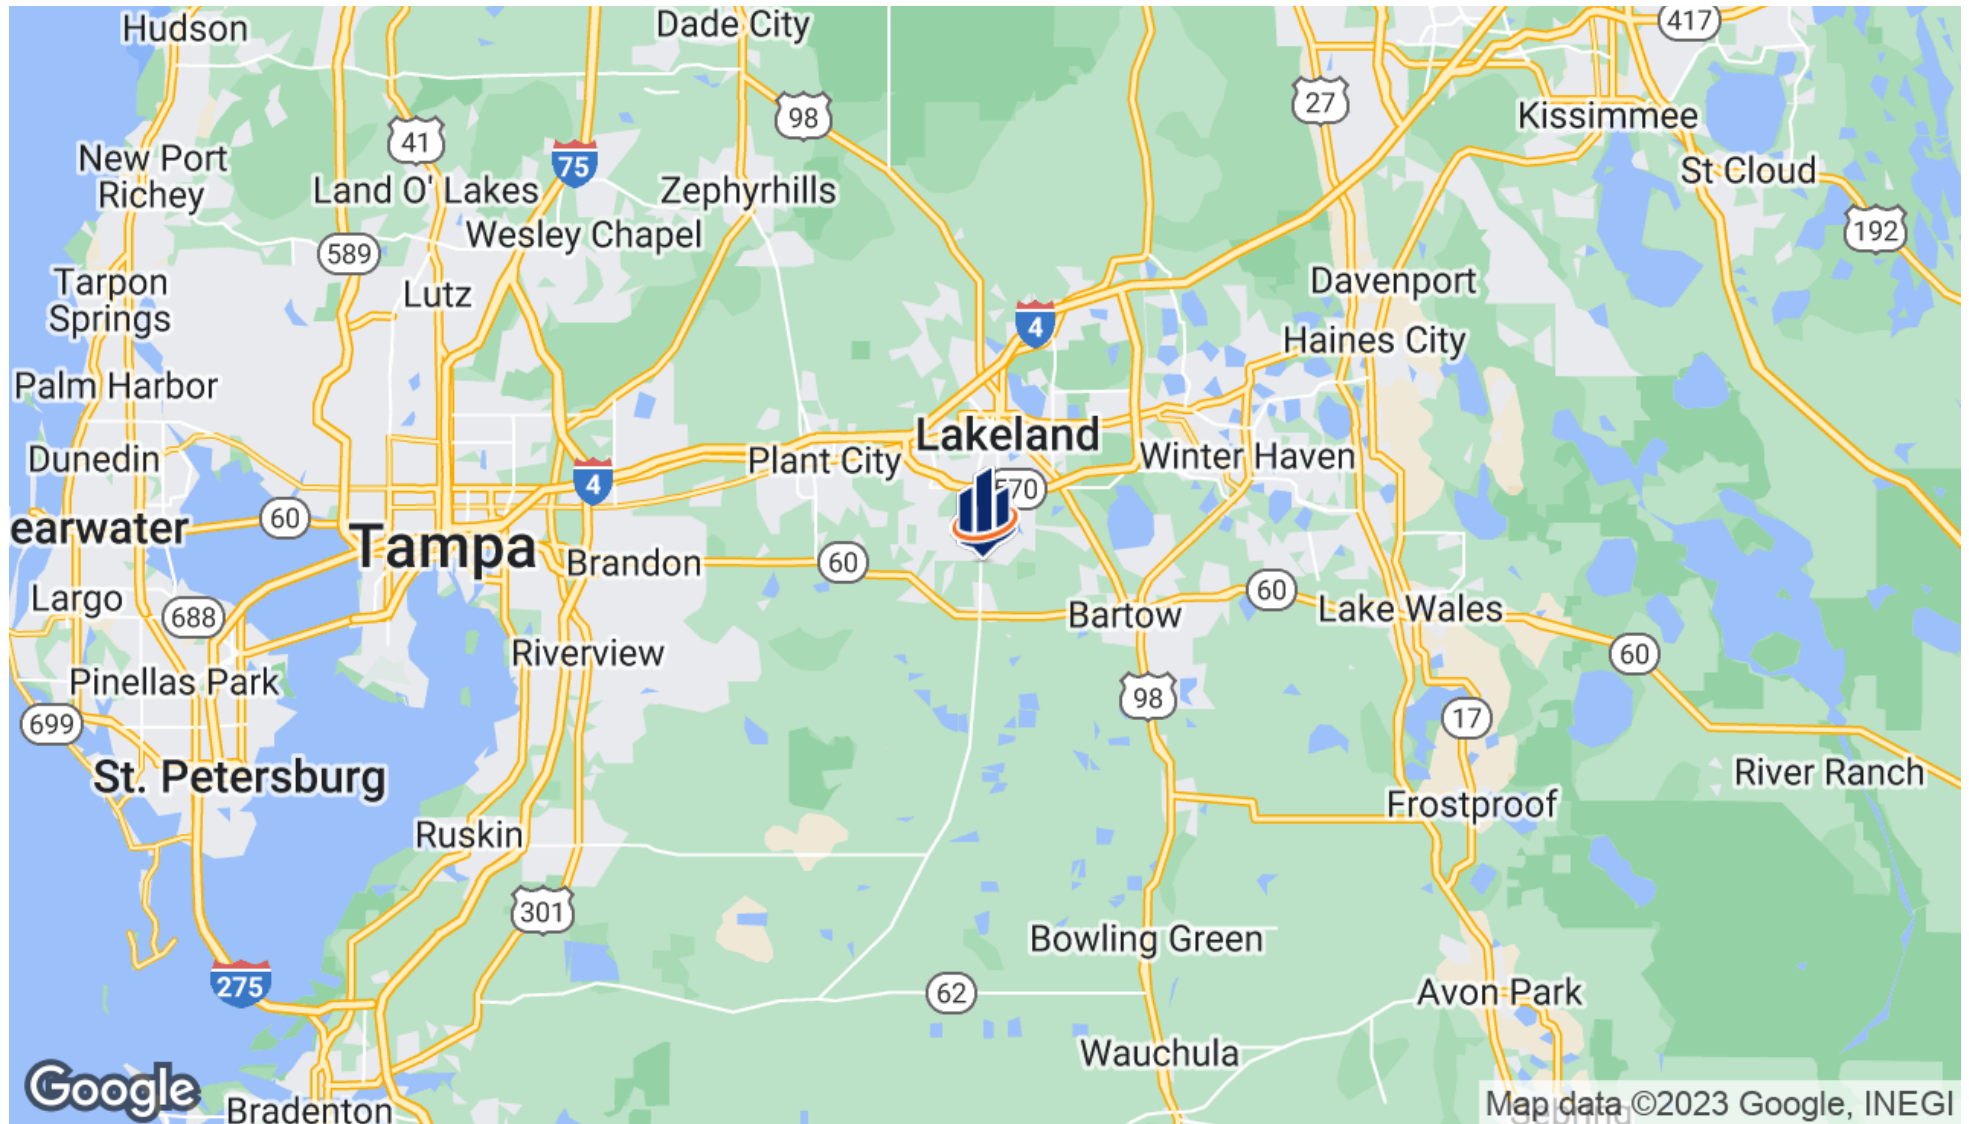 Hudson
Dade City
417
98
27
41
Kissimmee
New Port
Richey
75
Land O' Lakes
Zephyrhills
St Cloud
Wesley Chapel
192
589
Tarpon
Springs
Lutz
Davenport
4
Haines City
Palm Harbor
Lakeland
Dunedin
Plant City
Winter Haven
4
570
earwater
60
Tampa
Brandon
60
60
Largo
688
Bartow
Lake Wales
Riverview
60
Pinellas Park
98
699
17
St. Petersburg
River Ranch
Frostproof
Ruskin
301
Bowling Green
275
62
Avon Park
Wauchula
Google
Bradenton
Sebring
Map data ©2023 Google, INEGI